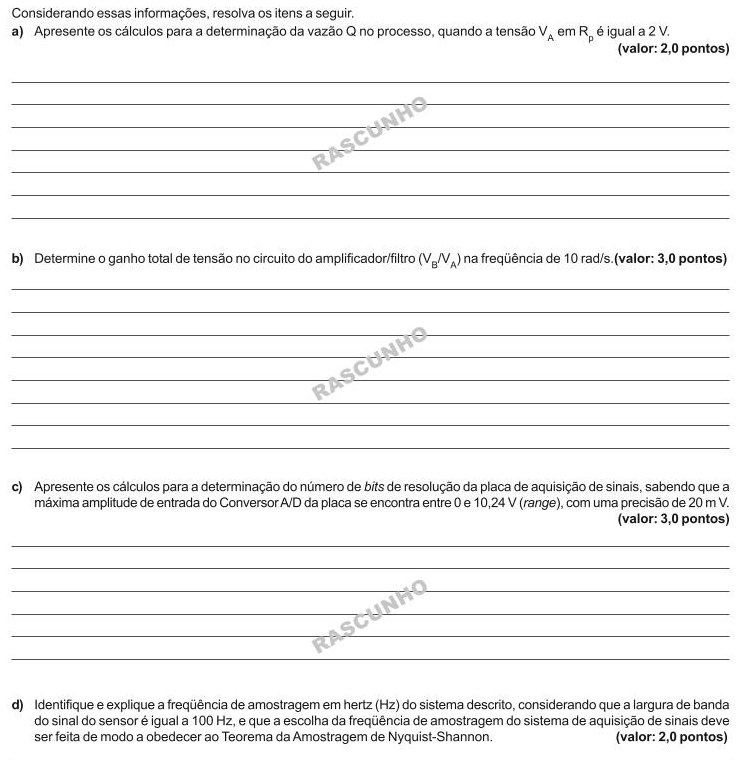 Considerando essas informações, resolva os itens a seguir.
a) Apresente os cálculos para a determinação da vazão Q no processo, quando a tensão V_A em R_p é igual a 2 V.
(valor: 2,0 pontos)
RASCUNHO
b) Determine o ganho total de tensão no circuito do amplificador/filtro (V_B/V_A) na freqüência de 10 rad/s.(valor: 3,0 pontos)
RASCUNHO
c) Apresente os cálculos para a determinação do número de bits de resolução da placa de aquisição de sinais, sabendo que a
máxima amplitude de entrada do Conversor A/D da placa se encontra entre 0 e 10,24 V (range), com uma precisão de 20 m V.
(valor: 3,0 pontos)
RASCUNHO
d) Identifique e explique a freqüência de amostragem em hertz (Hz) do sistema descrito, considerando que a largura de banda
do sinal do sensor é igual a 100 Hz, e que a escolha da freqüência de amostragem do sistema de aquisição de sinais deve
ser feita de modo a obedecer ao Teorema da Amostragem de Nyquist-Shannon. (valor: 2,0 pontos)